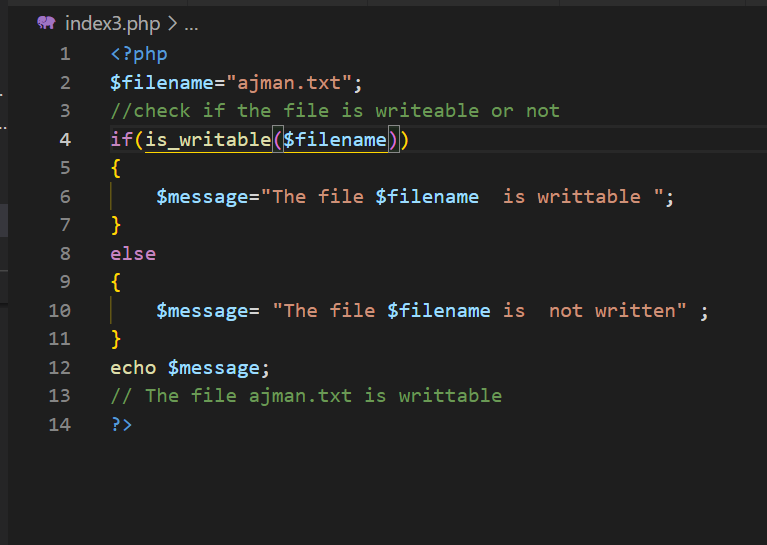 index3.php > ...
1 <?php
2 $filename="ajman.txt";
3 //check if the file is writeable or not
4 if(is_writable($filename))
5 {
6     $message="The file $filename  is writtable ";
7 }
8 else
9 {
10     $message= "The file $filename is  not written" ;
11 }
12 echo $message;
13 // The file ajman.txt is writtable
14 ?>